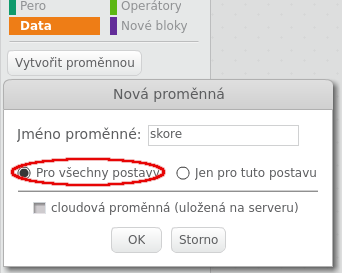 Pero Operátory
Data Nové bloky
Vytvořit proměnnou
Nová proměnná
Jméno proměnné: skore
Pro všechny postavy Jen pro tuto postavu
cloudová proměnná (uložená na serveru)
OK Storno